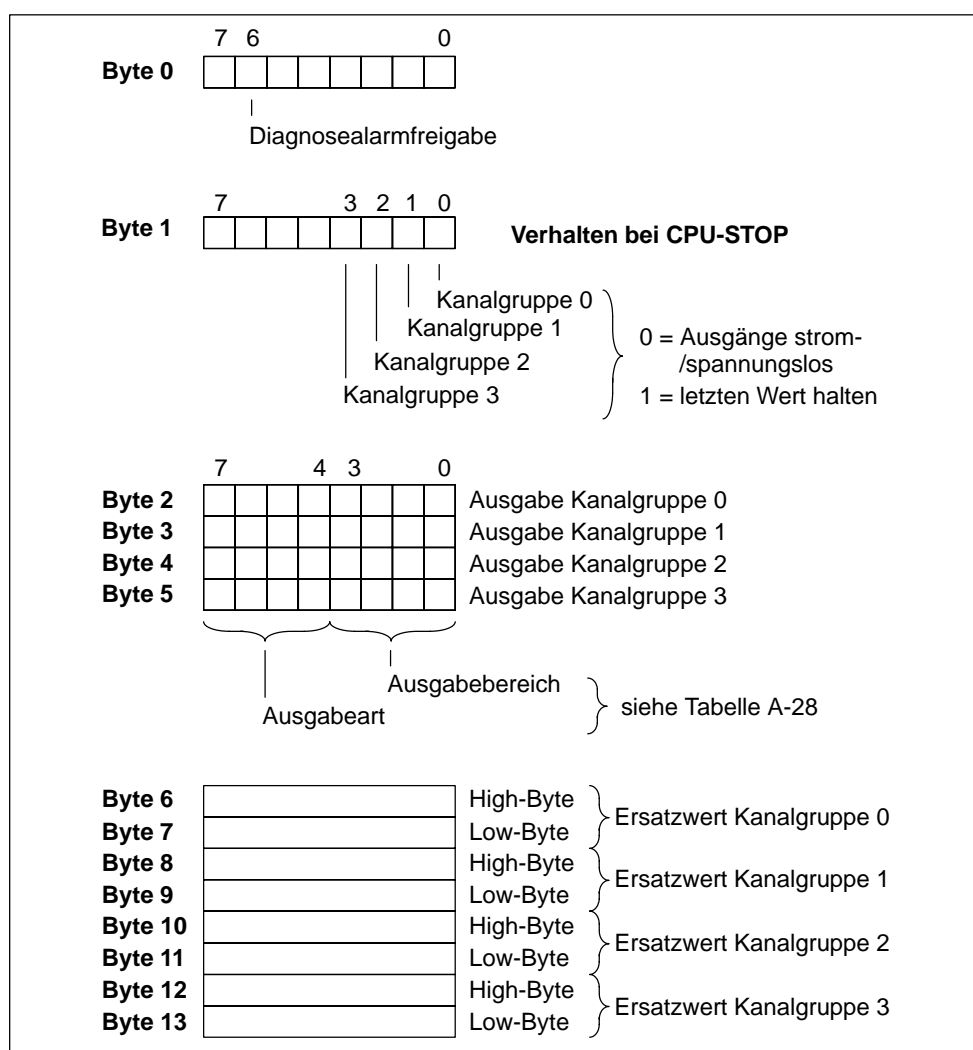 7 6 0
Byte 0
Diagnosealarmfreigabe
7 3 2 1 0
Byte 1 Verhalten bei CPU-STOP
Kanalgruppe 0
Kanalgruppe 1
Kanalgruppe 2
Kanalgruppe 3
0 = Ausgänge strom-
/spannungslos
1 = letzten Wert halten
7 4 3 0
Byte 2 Ausgabe Kanalgruppe 0
Byte 3 Ausgabe Kanalgruppe 1
Byte 4 Ausgabe Kanalgruppe 2
Byte 5 Ausgabe Kanalgruppe 3
Ausgabebereich
Ausgabeart
siehe Tabelle A-28
Byte 6 High-Byte
Byte 7 Low-Byte
Ersatzwert Kanalgruppe 0
Byte 8 High-Byte
Byte 9 Low-Byte
Ersatzwert Kanalgruppe 1
Byte 10 High-Byte
Byte 11 Low-Byte
Ersatzwert Kanalgruppe 2
Byte 12 High-Byte
Byte 13 Low-Byte
Ersatzwert Kanalgruppe 3